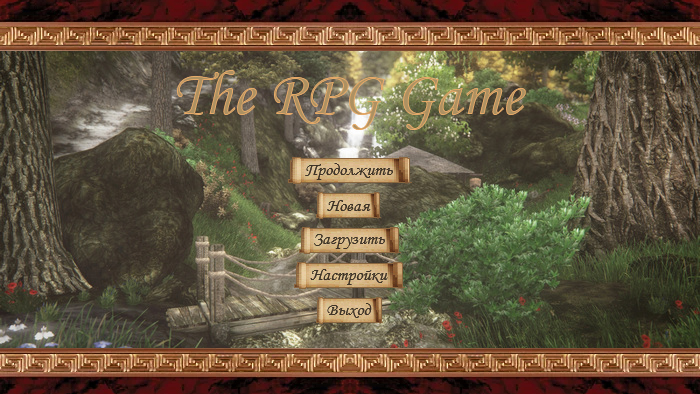 The RPG Game
Продолжить
Новая
Загрузить
Настройки
Выход